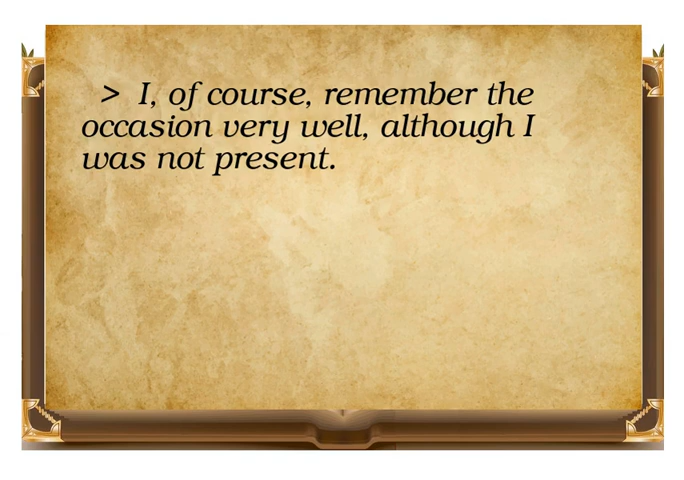 > I, of course, remember the
occasion very well, although I
was not present.